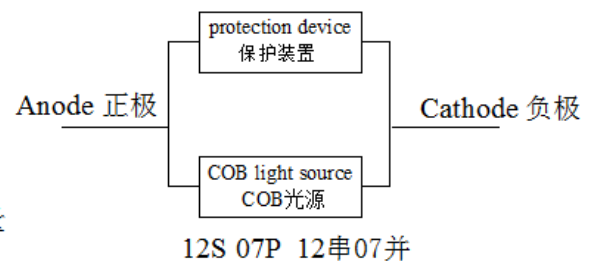 protection device
保护装置
Anode 正极
Cathode 负极
COB light source
COB光源
12S 07P 12串07并